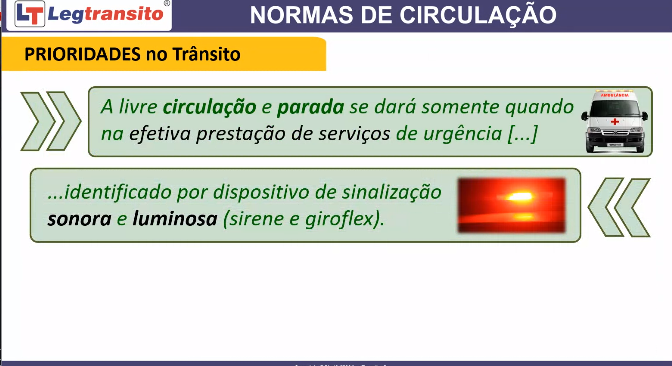 LT Legtransito®
NORMAS DE CIRCULAÇÃO
PRIORIDADES no Trânsito
A livre circulação e parada se dará somente quando
na efetiva prestação de serviços de urgência [...]
AMBULÂNCIA
...identificado por dispositivo de sinalização
sonora e luminosa (sirene e giroflex).